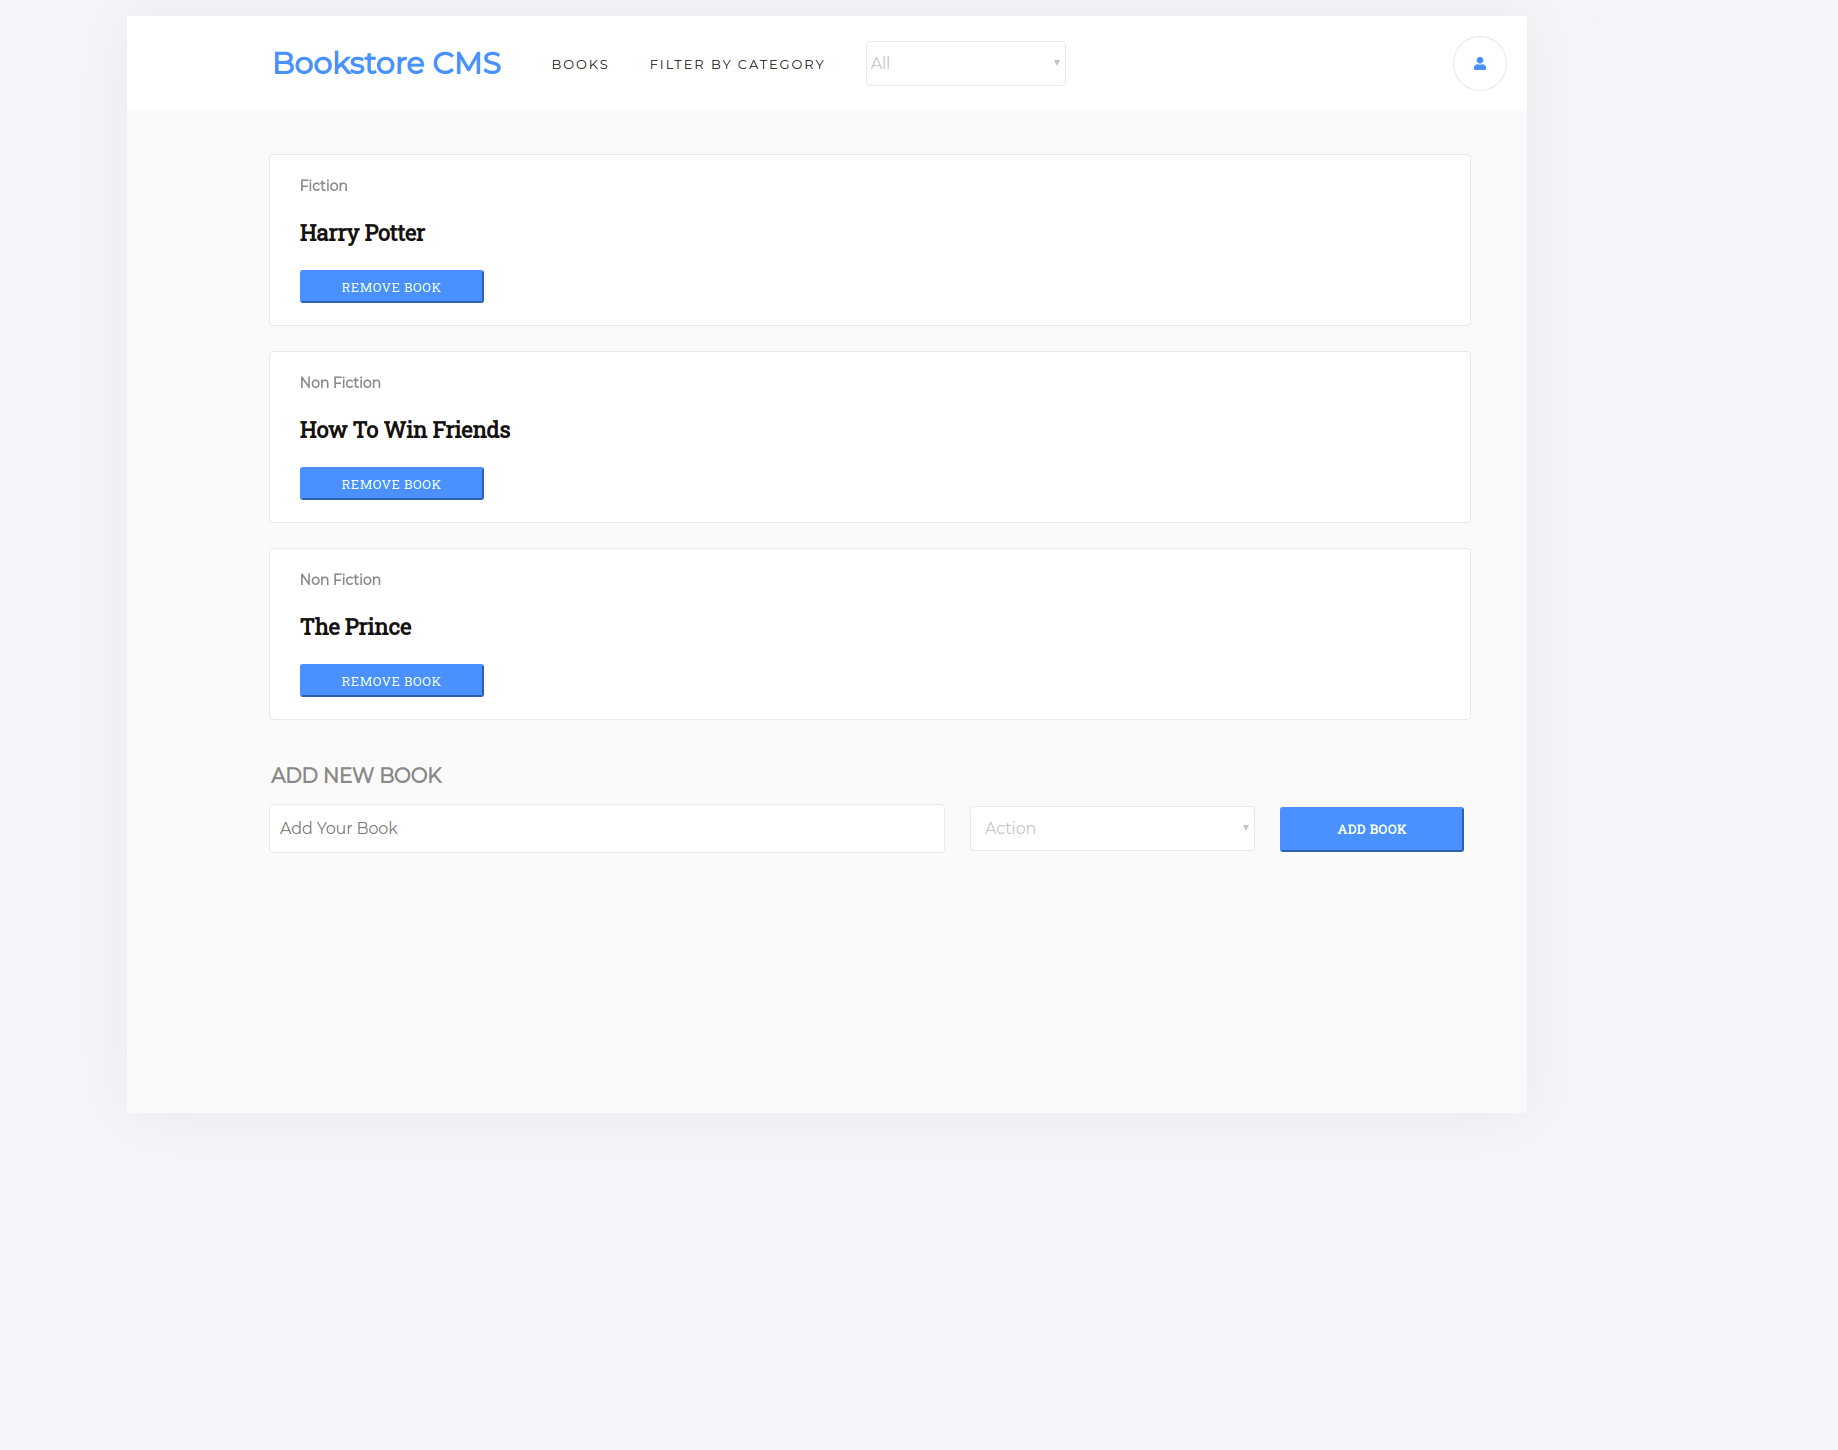 Bookstore CMS BOOKS FILTER BY CATEGORY All
Fiction
Harry Potter
REMOVE BOOK
Non Fiction
How To Win Friends
REMOVE BOOK
Non Fiction
The Prince
REMOVE BOOK
ADD NEW BOOK
Add Your Book Action ADD BOOK